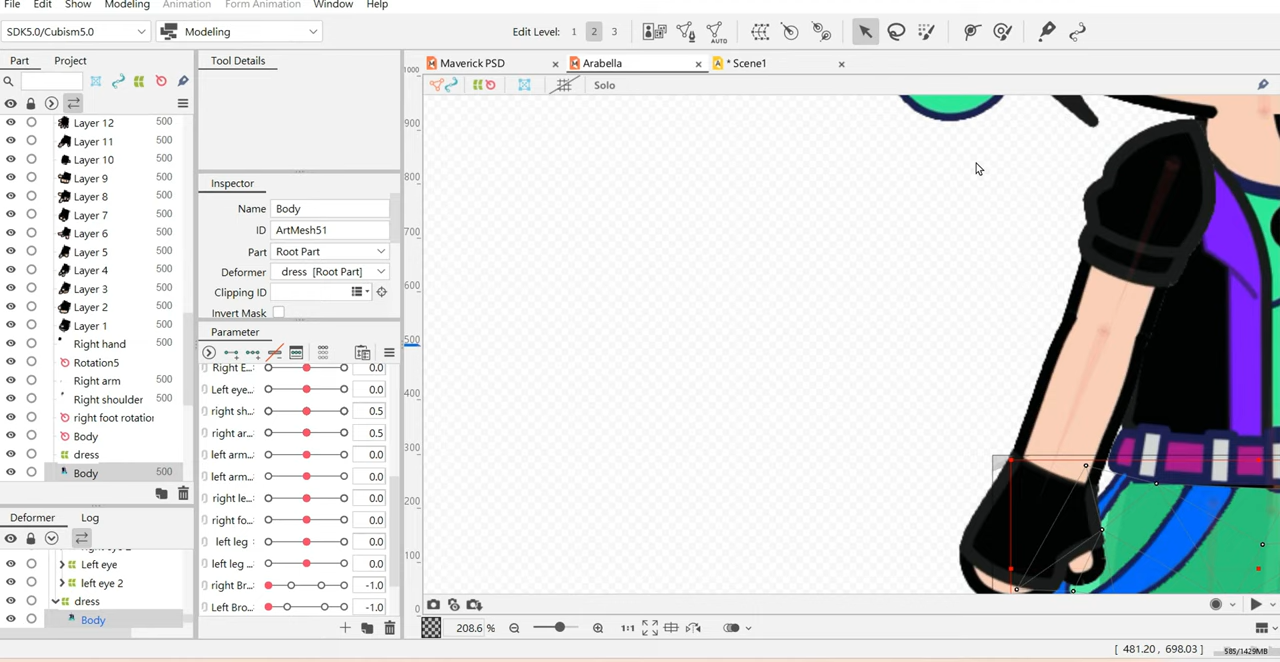 File Edit Show Modeling Animation Form Animation Window Help
SDK5.0/Cubism5.0 Modeling Edit Level: 1 2 3 AUTO
Part Project
Tool Details
Maverick PSD × Arabella × * Scene1 ×
Solo
Layer 12 500
Layer 11 500
Layer 10 500
Layer 9 500
Layer 8 500
Layer 7 500
Layer 6 500
Layer 5 500
Layer 4 500
Layer 3 500
Layer 2 500
Layer 1 500
Right hand
Rotation5
Right arm 500
Right shoulder 500
right foot rotation
Body
dress
Body 500
Deformer Log
Left eye
left eye 2
dress
Body
Inspector
Name Body
ID ArtMesh51
Part Root Part
Deformer dress [Root Part]
Clipping ID
Invert Mask
Parameter
Right E... 0.0
Left eye... 0.0
right sh... 0.5
right ar... 0.5
left arm... 0.0
left arm... 0.0
right le... 0.0
right fo... 0.0
left leg 0.0
left leg 0.0
right Br... -1.0
Left Bro... -1.0
1000
900
800
700
600
500
400
300
200
100
0
208.6 % 1:1
[ 481.20, 698.03 ] 585/1429MB